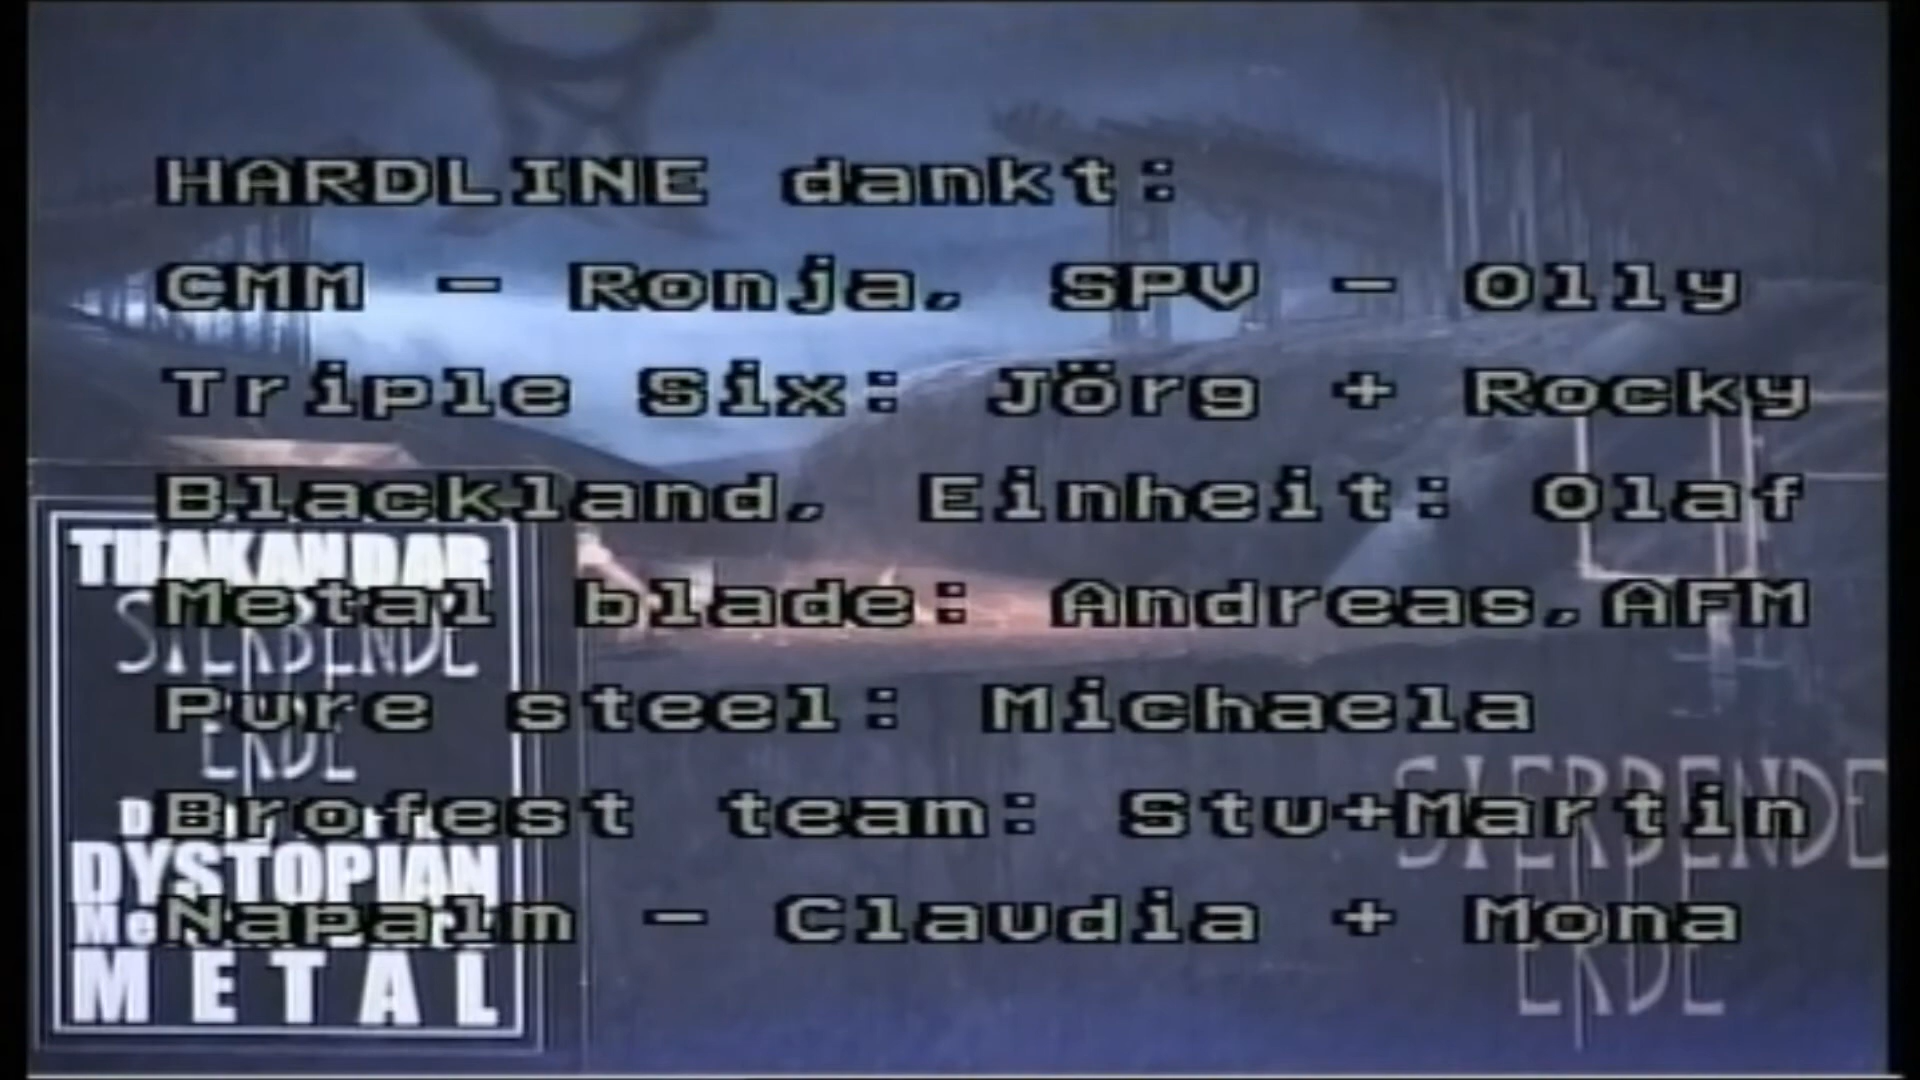 HARDLINE dankt:
CMM - Ronja, SPV - Olly
Triple Six: Jörg + Rocky
Blackland, Einheit: Olaf
Metal blade: Andreas,AFM
Pure steel: Michaela
Brofest team: Stu+Martin
Napalm - Claudia + Mona
THAKANDAR
STERBENDE
ERDE
DYSTOPIAN
METAL
STERBENDE
ERDE